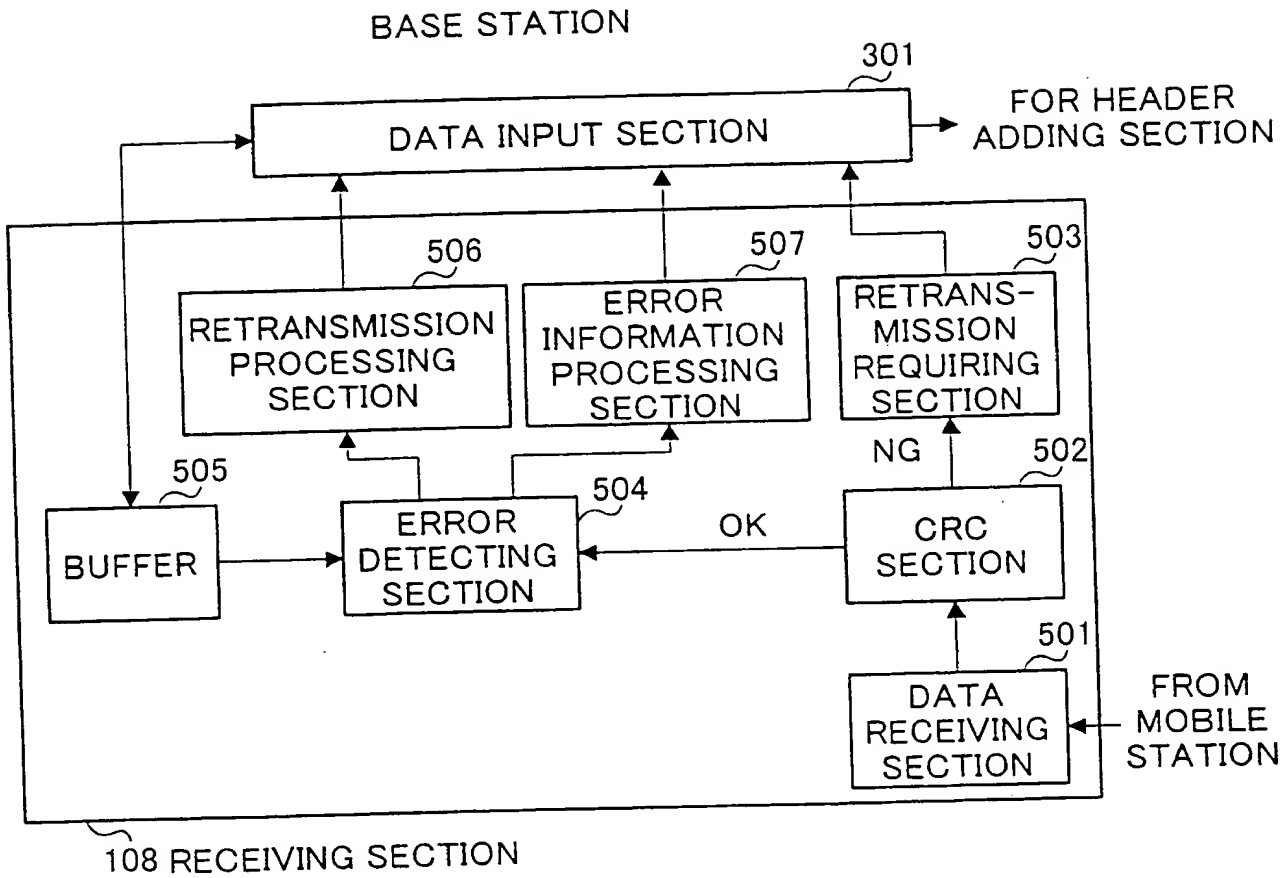 BASE STATION
301
DATA INPUT SECTION
FOR HEADER
ADDING SECTION
506
507
503
RETRANSMISSION
PROCESSING
SECTION
ERROR
INFORMATION
PROCESSING
SECTION
RETRANS-
MISSION
REQUIRING
SECTION
NG
505
504
502
BUFFER
ERROR
DETECTING
SECTION
OK
CRC
SECTION
501
DATA
RECEIVING
SECTION
FROM
MOBILE
STATION
108 RECEIVING SECTION